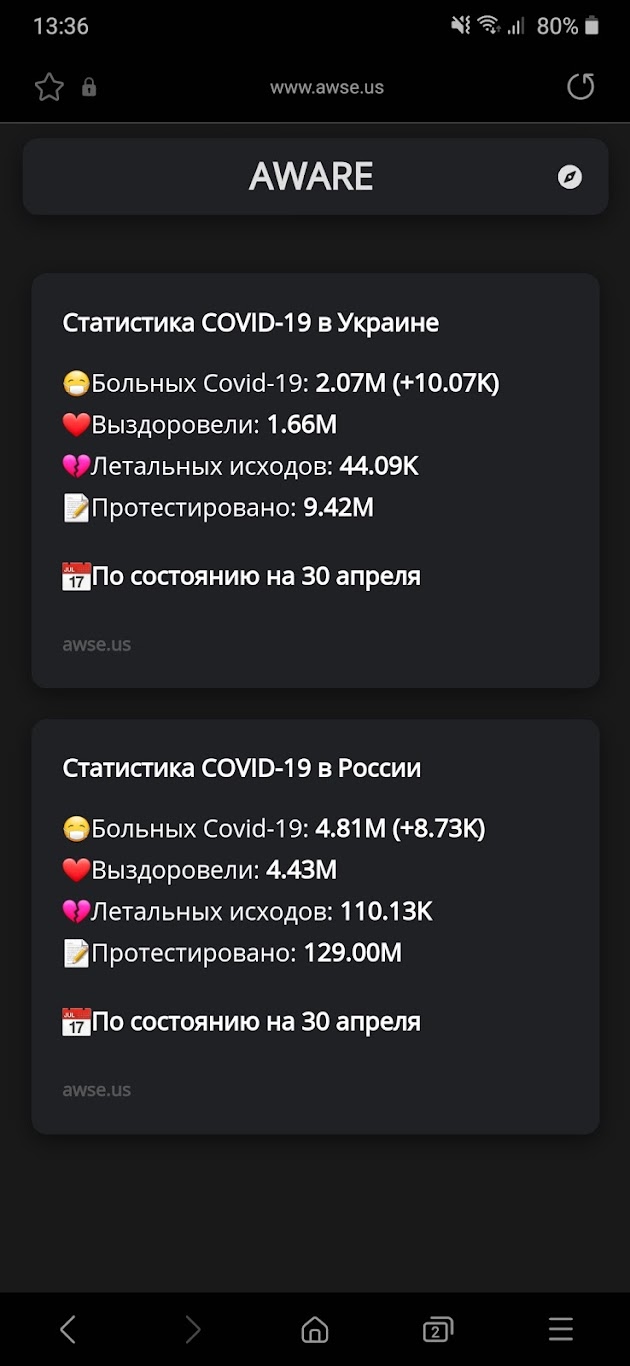 13:36
80%
www.awse.us
AWARE
Статистика COVID-19 в Украине
😷Больных Covid-19: 2.07M (+10.07K)
❤️Выздоровели: 1.66M
💔Летальных исходов: 44.09K
📝Протестировано: 9.42M
📅По состоянию на 30 апреля
awse.us
Статистика COVID-19 в России
😷Больных Covid-19: 4.81M (+8.73K)
❤️Выздоровели: 4.43M
💔Летальных исходов: 110.13K
📝Протестировано: 129.00M
📅По состоянию на 30 апреля
awse.us
2